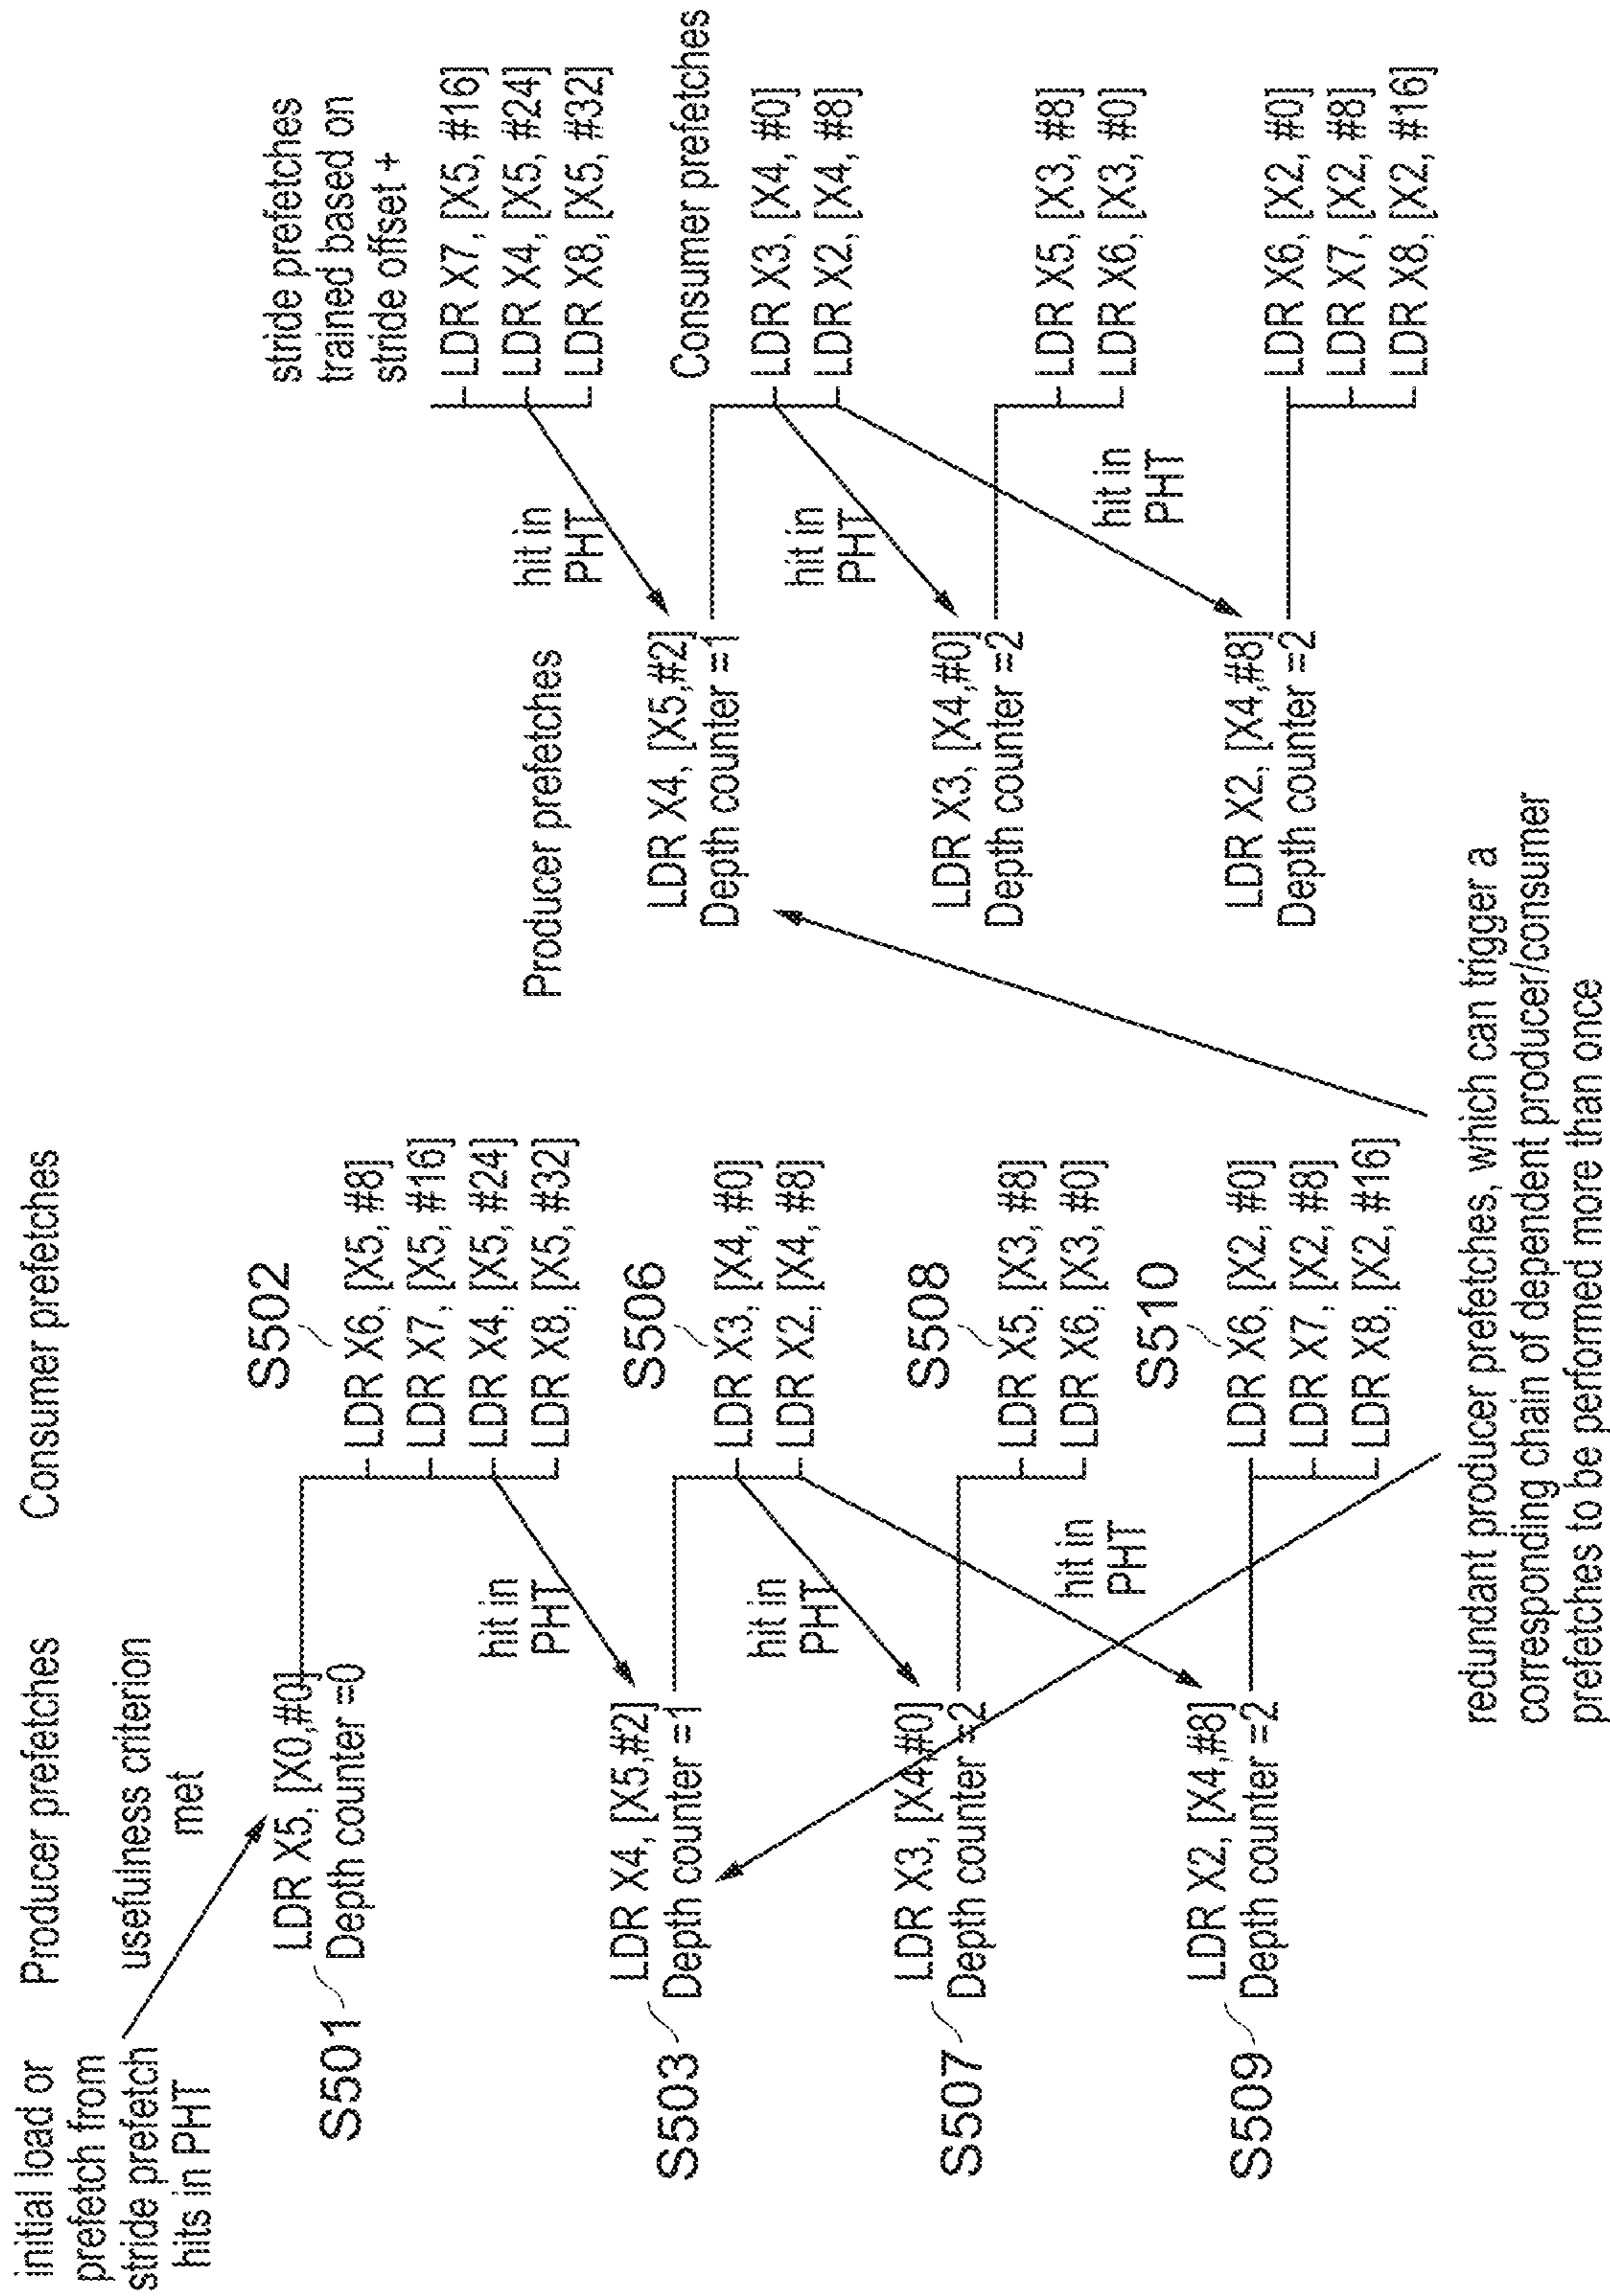 initial load or
prefetch from
stride prefetch
hits in PHT
Producer prefetches
usefulness criterion
met
Consumer prefetches
S501
LDR X5, [X0,#0]
Depth counter =0
S502
LDR X6, [X5, #8]
LDR X7, [X5, #16]
LDR X4, [X5, #24]
LDR X8, [X5, #32]
hit in
PHT
S503
LDR X4, [X5,#2]
Depth counter =1
S506
LDR X3, [X4, #0]
LDR X2, [X4, #8]
hit in
PHT
S507
LDR X3, [X4,#0]
Depth counter =2
S508
LDR X5, [X3, #8]
LDR X6, [X3, #0]
hit in
PHT
S509
LDR X2, [X4,#8]
Depth counter =2
S510
LDR X6, [X2, #0]
LDR X7, [X2, #8]
LDR X8, [X2, #16]
stride prefetches
trained based on
stride offset +
LDR X7, [X5, #16]
LDR X4, [X5, #24]
LDR X8, [X5, #32]
hit in
PHT
Producer prefetches
Consumer prefetches
LDR X4, [X5,#2]
Depth counter =1
LDR X3, [X4, #0]
LDR X2, [X4, #8]
hit in
PHT
LDR X3, [X4,#0]
Depth counter =2
LDR X5, [X3, #8]
LDR X6, [X3, #0]
hit in
PHT
LDR X2, [X4,#8]
Depth counter =2
LDR X6, [X2, #0]
LDR X7, [X2, #8]
LDR X8, [X2, #16]
redundant producer prefetches, which can trigger a
corresponding chain of dependent producer/consumer
prefetches to be performed more than once